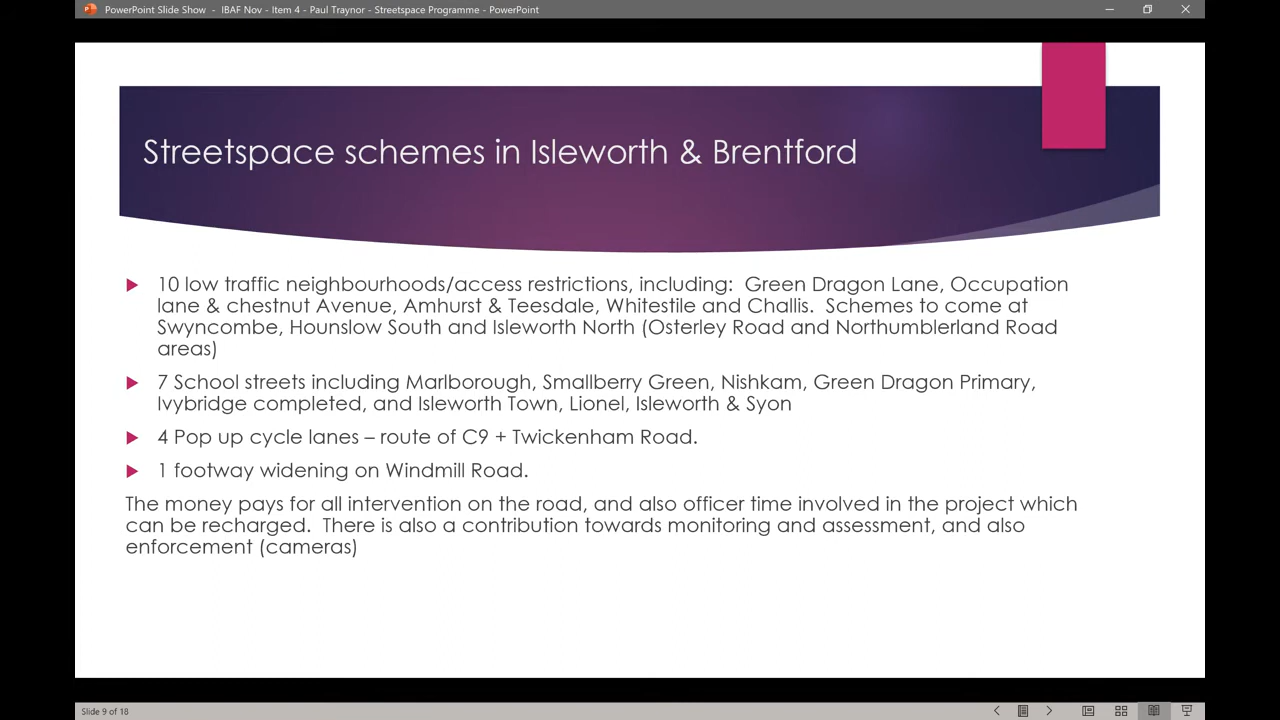 PowerPoint Slide Show - IBAF Nov - Item 4 - Paul Traynor - Streetspace Programme - PowerPoint
Streetspace schemes in Isleworth & Brentford
10 low traffic neighbourhoods/access restrictions, including: Green Dragon Lane, Occupation
lane & chestnut Avenue, Amhurst & Teesdale, Whitestile and Challis. Schemes to come at
Swyncombe, Hounslow South and Isleworth North (Osterley Road and Northumblerland Road
areas)
7 School streets including Marlborough, Smallberry Green, Nishkam, Green Dragon Primary,
Ivybridge completed, and Isleworth Town, Lionel, Isleworth & Syon
4 Pop up cycle lanes – route of C9 + Twickenham Road.
1 footway widening on Windmill Road.
The money pays for all intervention on the road, and also officer time involved in the project which
can be recharged. There is also a contribution towards monitoring and assessment, and also
enforcement (cameras)
Slide 9 of 18